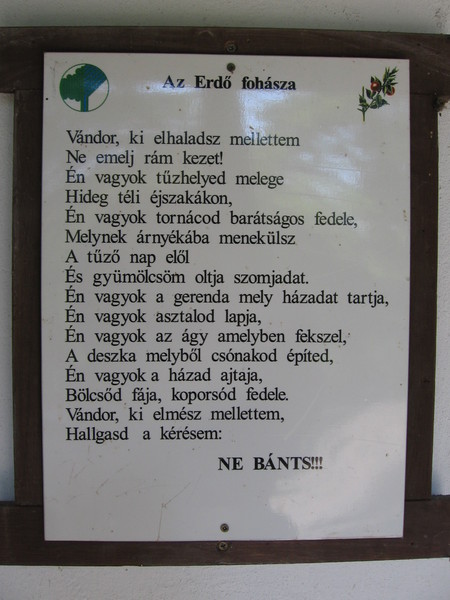 Az Erdő fohásza
Vándor, ki elhaladsz mellettem
Ne emelj rám kezet!
Én vagyok tűzhelyed melege
Hideg téli éjszakákon,
Én vagyok tornácod barátságos fedele,
Melynek árnyékába menekülsz
A tűző nap elől
És gyümölcsöm oltja szomjadat.
Én vagyok a gerenda mely házadat tartja,
Én vagyok asztalod lapja,
Én vagyok az ágy amelyben fekszel,
A deszka melyből csónakod építed,
Én vagyok a házad ajtaja,
Bölcsőd fája, koporsód fedele.
Vándor, ki elmész mellettem,
Hallgasd a kérésem:
NE BÁNTS!!!